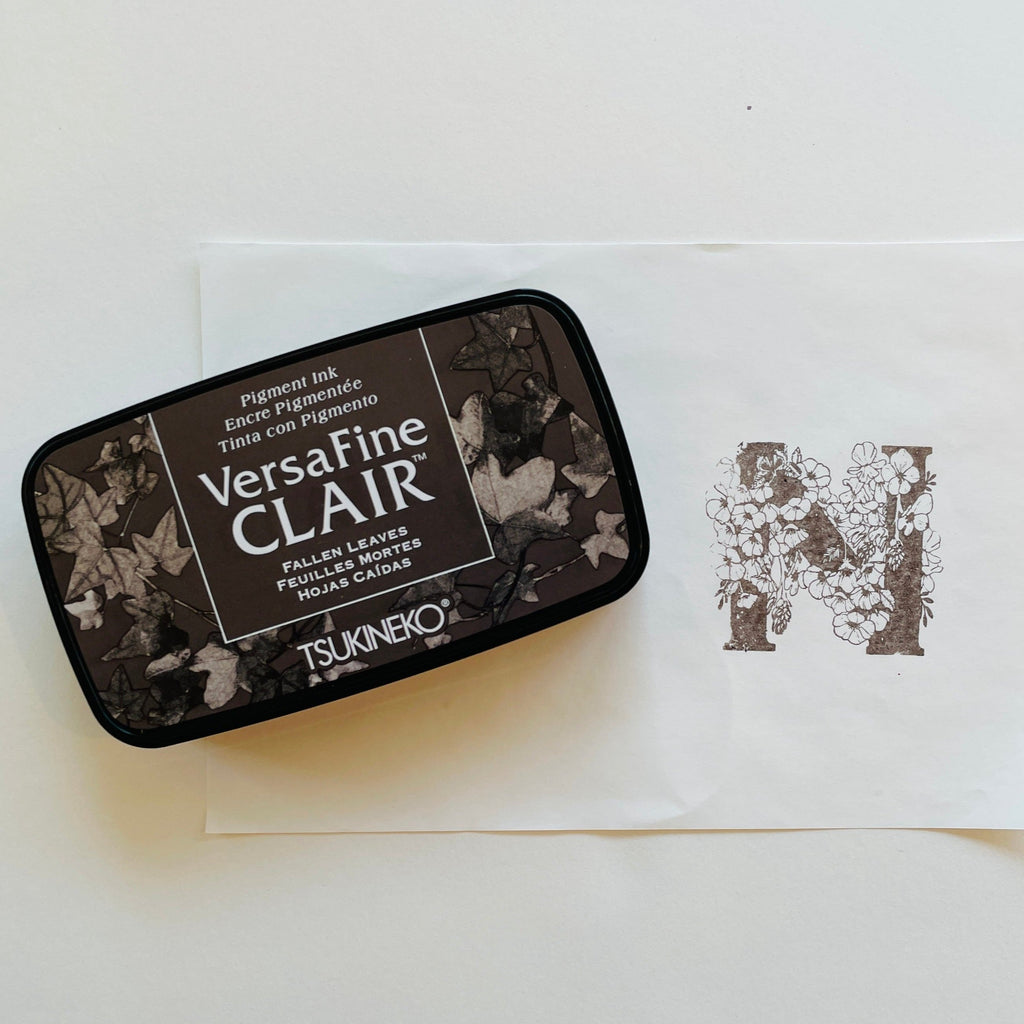 Pigment Ink
Encre Pigmentée
Tinta con Pigmento
VersaFine
CLAIR™
FALLEN LEAVES
FEUILLES MORTES
HOJAS CAÍDAS
TSUKINEKO®
N